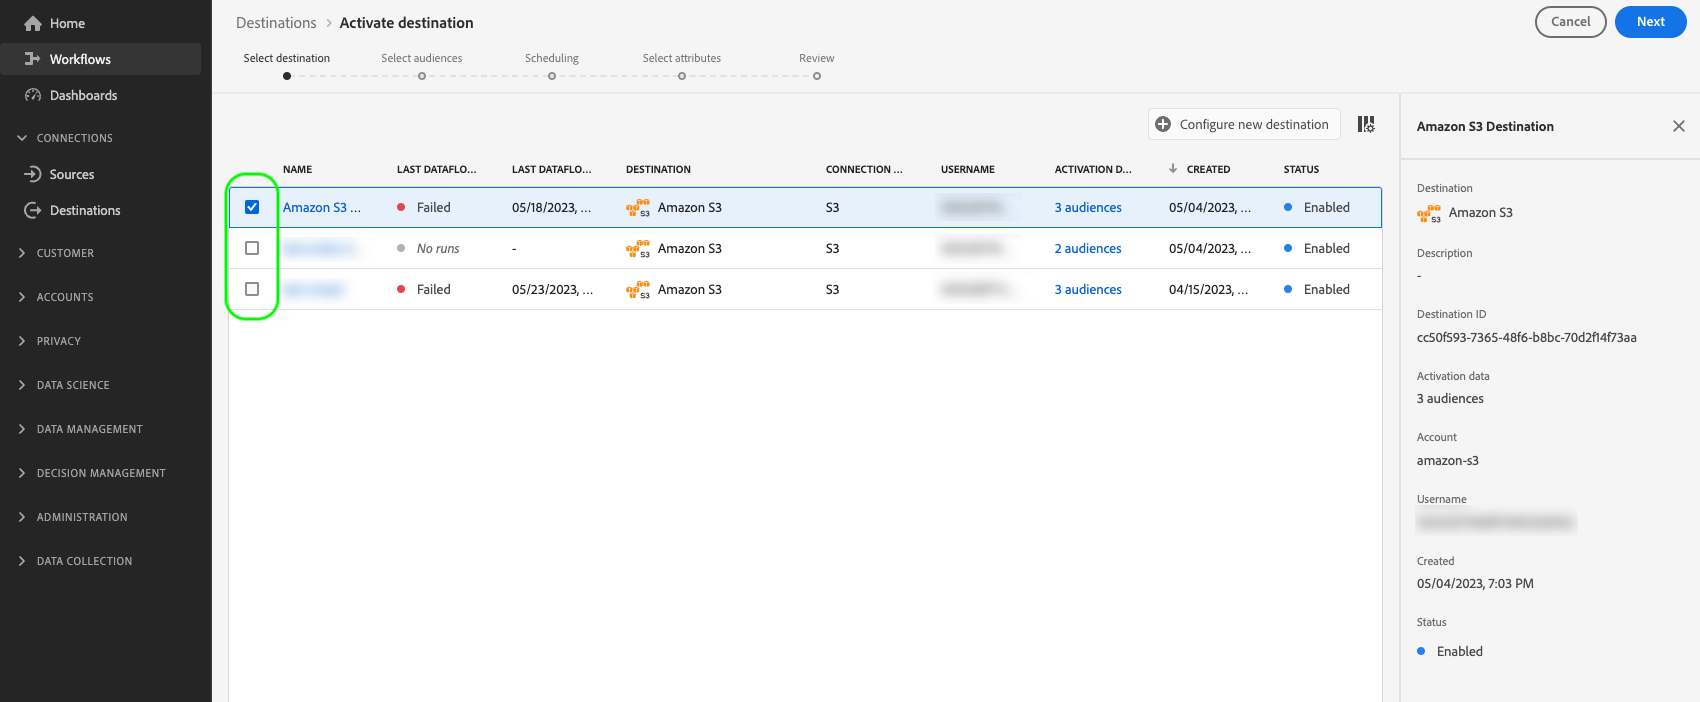 Home
Workflows
Dashboards
CONNECTIONS
Sources
Destinations
CUSTOMER
ACCOUNTS
PRIVACY
DATA SCIENCE
DATA MANAGEMENT
DECISION MANAGEMENT
ADMINISTRATION
DATA COLLECTION
Destinations > Activate destination
Cancel
Next
Select destination Select audiences Scheduling Select attributes Review
Configure new destination
NAME LAST DATAFLO... LAST DATAFLO... DESTINATION CONNECTION ... USERNAME ACTIVATION D... CREATED STATUS
Amazon S3 ... Failed 05/18/2023, ... S3 Amazon S3 S3 3 audiences 05/04/2023, ... Enabled
No runs - S3 Amazon S3 S3 2 audiences 05/04/2023, ... Enabled
Failed 05/23/2023, ... S3 Amazon S3 S3 3 audiences 04/15/2023, ... Enabled
Amazon S3 Destination
Destination
S3 Amazon S3
Description
-
Destination ID
cc50f593-7365-48f6-b8bc-70d2f14f73aa
Activation data
3 audiences
Account
amazon-s3
Username
Created
05/04/2023, 7:03 PM
Status
Enabled